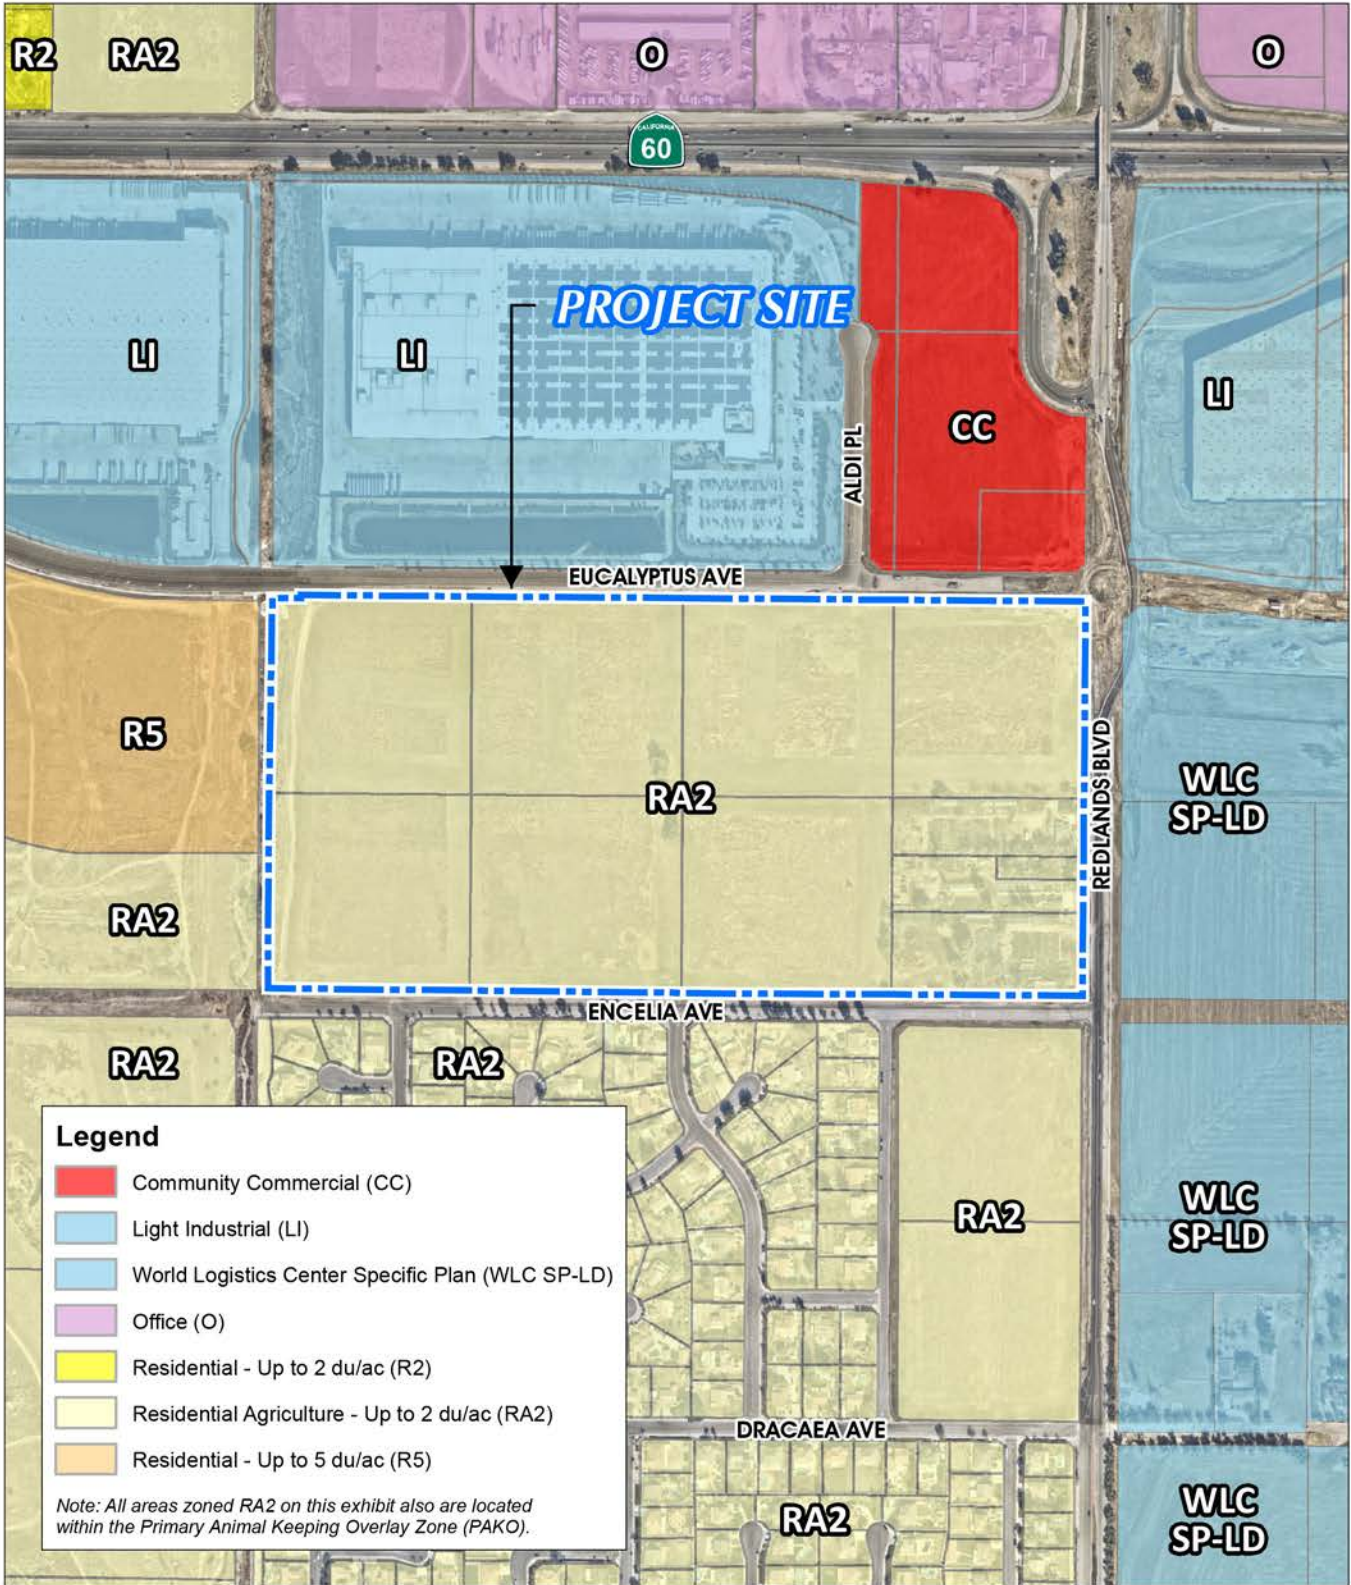 R2
RA2
O
O
CALIFORNIA
60
PROJECT SITE
LI
LI
LI
ALDI PL
CC
EUCALYPTUS AVE
R5
RA2
REDLANDS BLVD
WLC
SP-LD
RA2
ENCELIA AVE
RA2
RA2
Legend
Community Commercial (CC)
Light Industrial (LI)
World Logistics Center Specific Plan (WLC SP-LD)
Office (O)
Residential - Up to 2 du/ac (R2)
Residential Agriculture - Up to 2 du/ac (RA2)
Residential - Up to 5 du/ac (R5)
Note: All areas zoned RA2 on this exhibit also are located
within the Primary Animal Keeping Overlay Zone (PAKO).
RA2
WLC
SP-LD
DRACAEA AVE
RA2
WLC
SP-LD